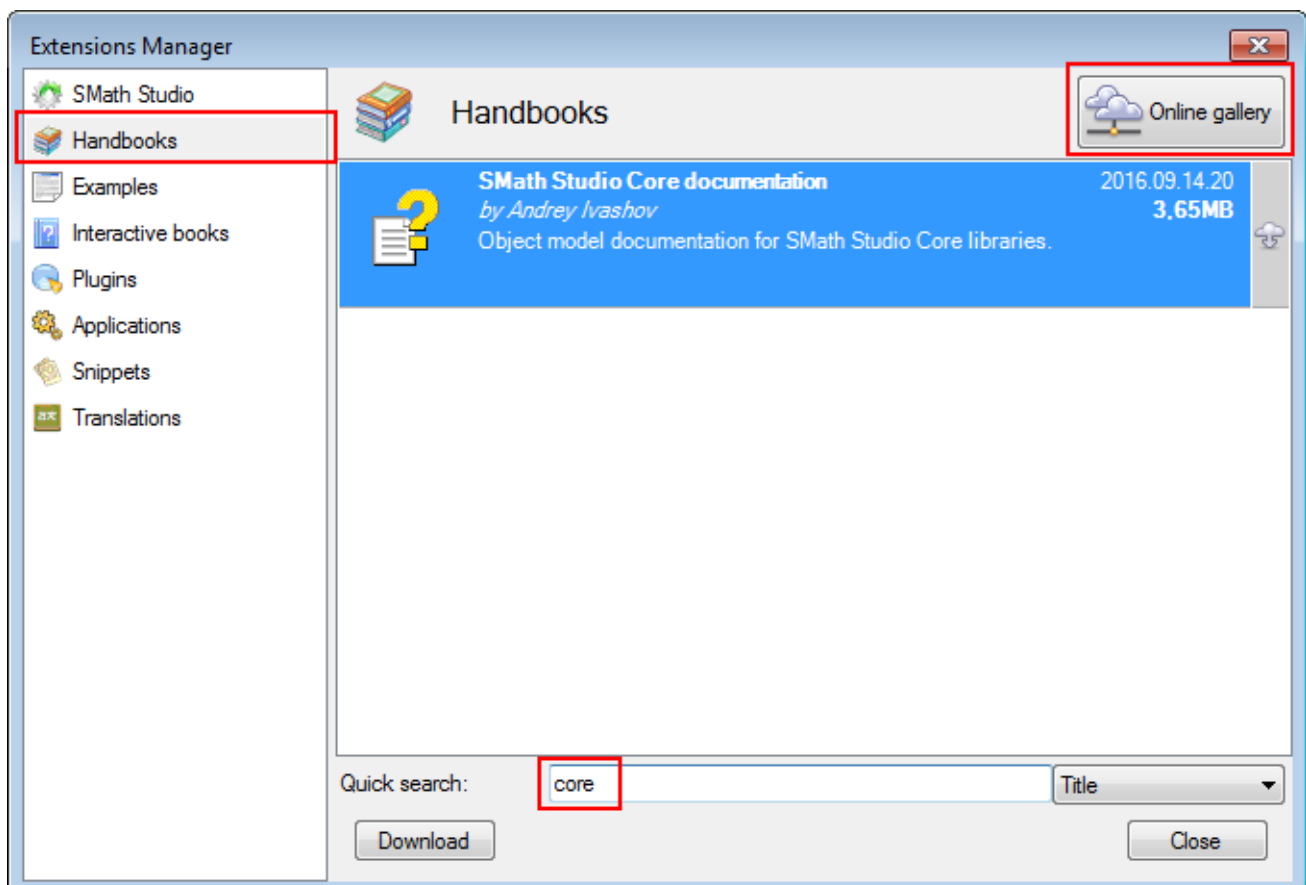 Extensions Manager
SMath Studio
Handbooks
Examples
Interactive books
Plugins
Applications
Snippets
Translations
Handbooks
Online gallery
SMath Studio Core documentation
2016.09.14.20
by Andrey Ivashov
3,65MB
Object model documentation for SMath Studio Core libraries.
Quick search:
core
Title
Download
Close